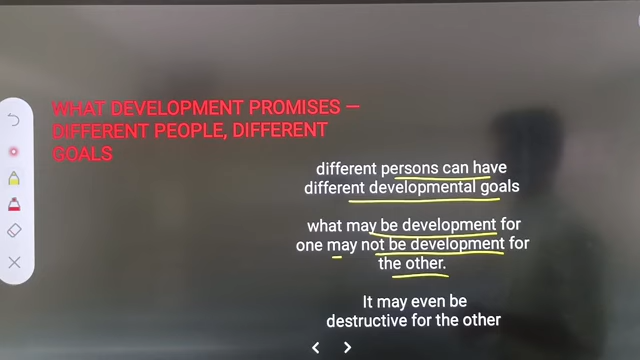 WHAT DEVELOPMENT PROMISES —
DIFFERENT PEOPLE, DIFFERENT
GOALS
different persons can have
different developmental goals
what may be development for
one may not be development for
the other.
It may even be
destructive for the other